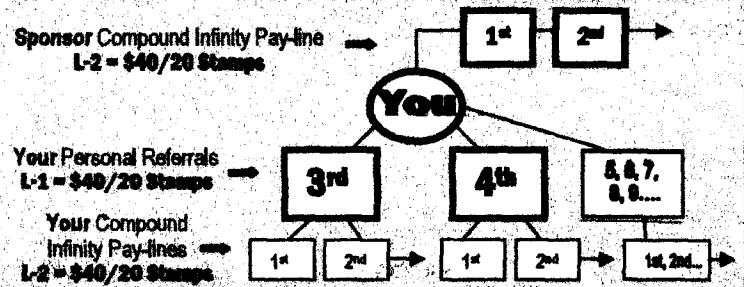 Sponsor Compound Infinity Pay-line
L-2 = $40/20 Stamps
1st
2nd
You
Your Personal Referrals
L-1 = $40/20 Stamps
3rd
4th
5, 6, 7,
8, 9....
Your Compound
Infinity Pay-lines
L-2 = $40/20 Stamps
1st
2nd
1st
2nd
1st, 2nd...